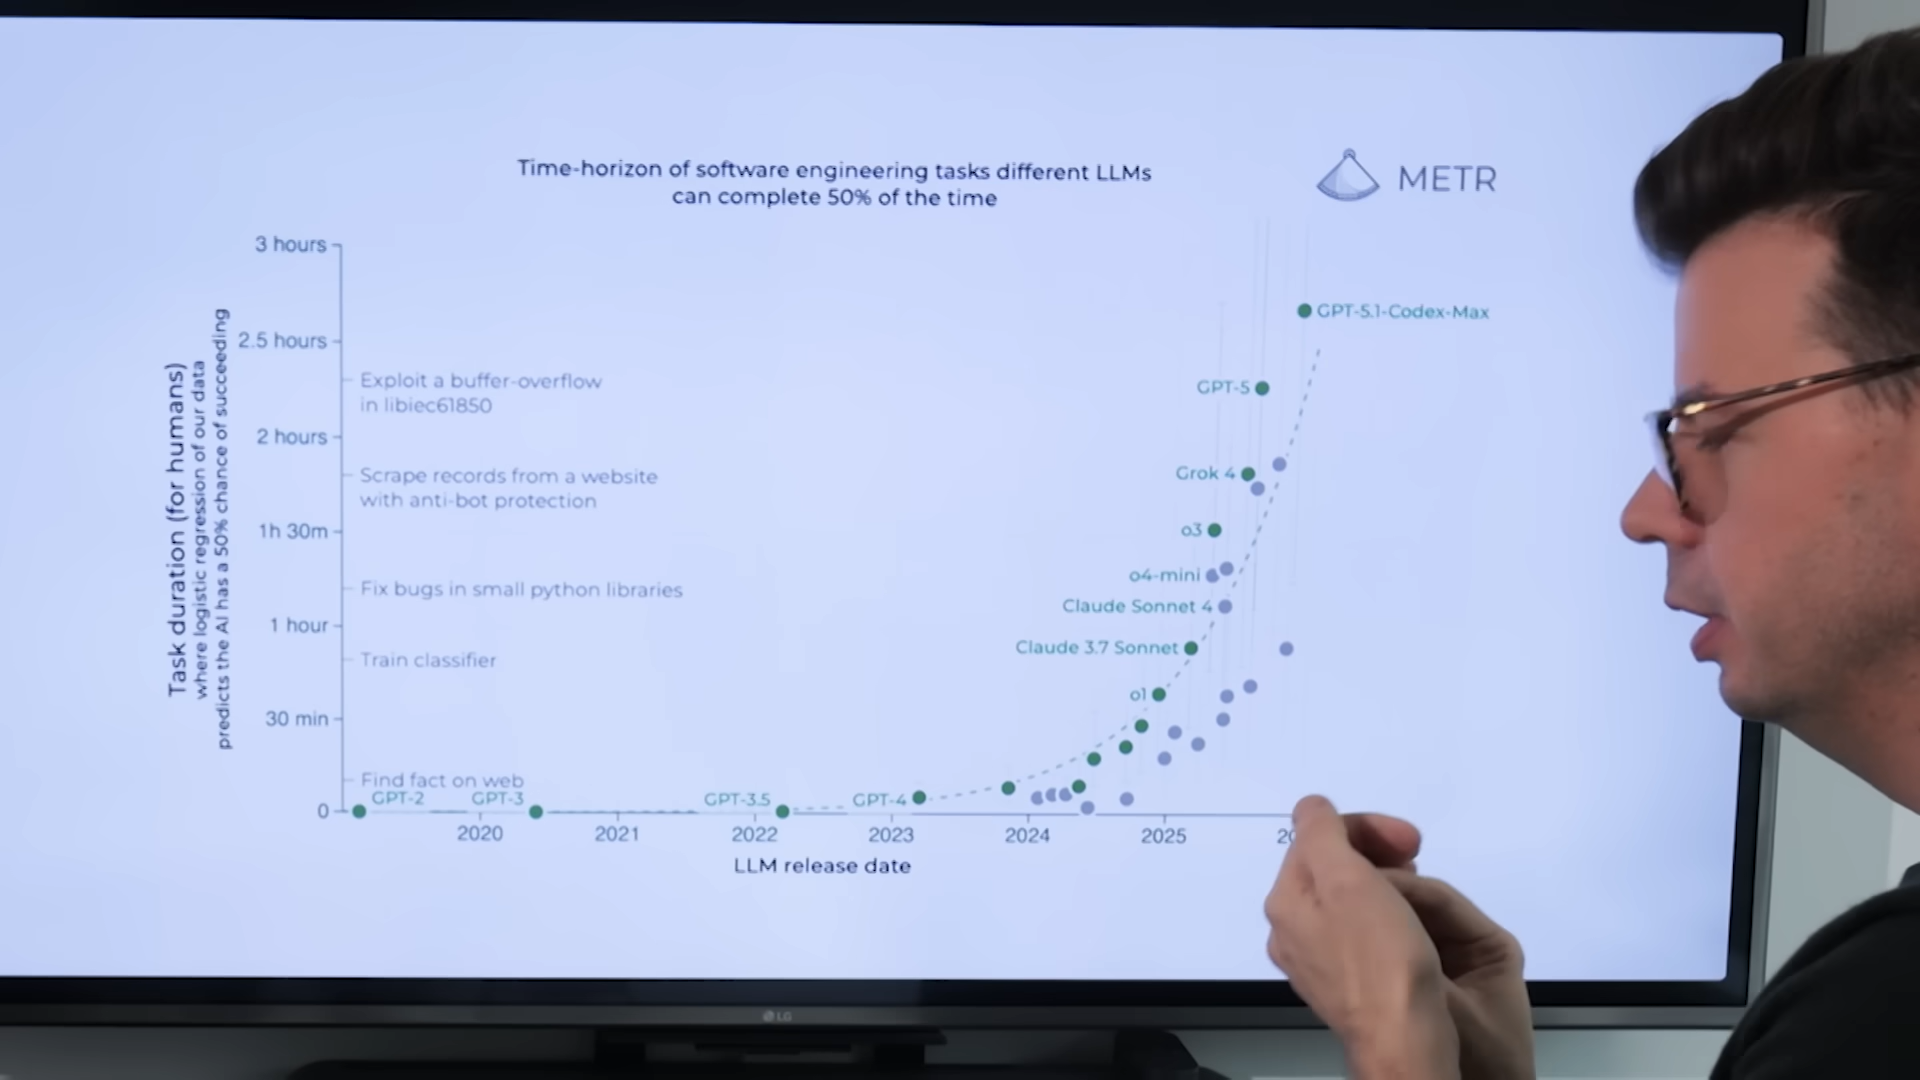 Time-horizon of software engineering tasks different LLMs
can complete 50% of the time
METR
Task duration (for humans)
where logistic regression of our data
predicts the AI has a 50% chance of succeeding
3 hours
2.5 hours
2 hours
1h 30m
1 hour
30 min
0
Exploit a buffer-overflow
in libiec61850
Scrape records from a website
with anti-bot protection
Fix bugs in small python libraries
Train classifier
Find fact on web
GPT-2
GPT-3
GPT-3.5
GPT-4
o1
Claude 3.7 Sonnet
Claude Sonnet 4
o4-mini
o3
Grok 4
GPT-5
GPT-5.1-Codex-Max
2020
2021
2022
2023
2024
2025
LLM release date
LG